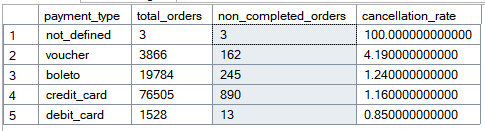 payment_type total_orders non_completed_orders cancellation_rate
1 not_defined 3 3 100.000000000000
2 voucher 3866 162 4.190000000000
3 boleto 19784 245 1.240000000000
4 credit_card 76505 890 1.160000000000
5 debit_card 1528 13 0.850000000000